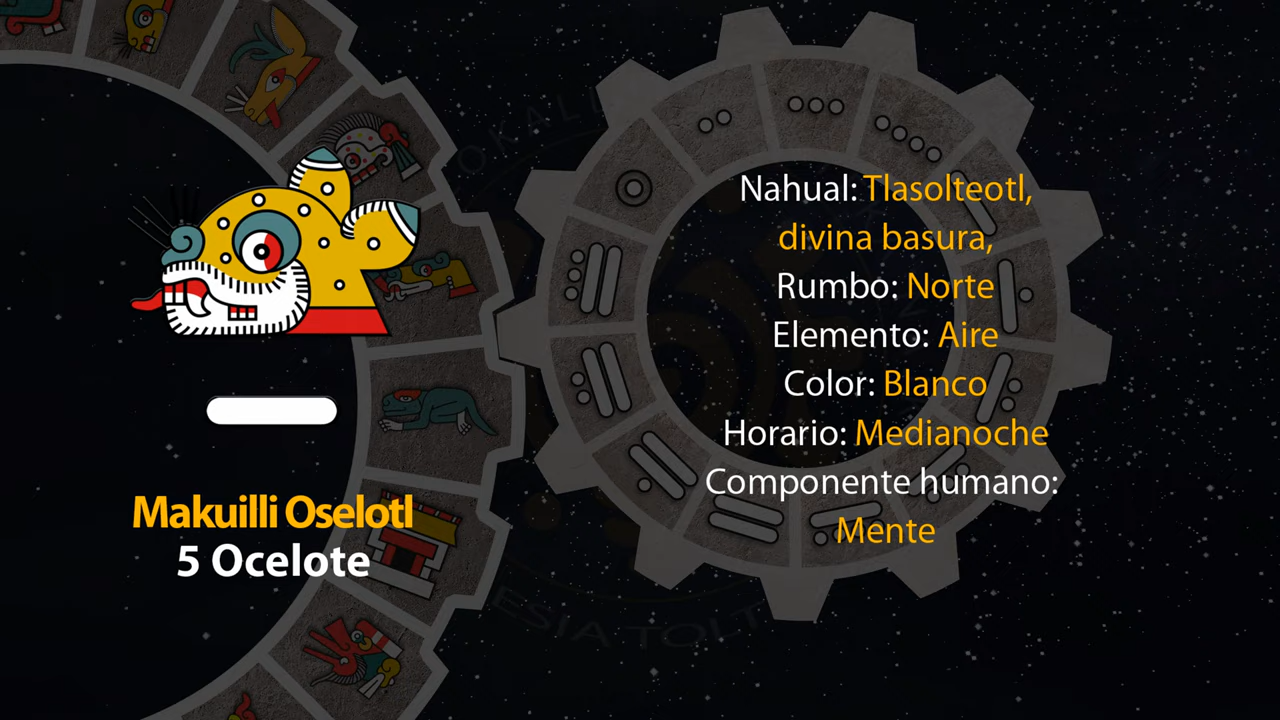 Makuilli Oselotl
5 Ocelote
Nahual: Tlasolteotl,
divina basura,
Rumbo: Norte
Elemento: Aire
Color: Blanco
Horario: Medianoche
Componente humano:
Mente